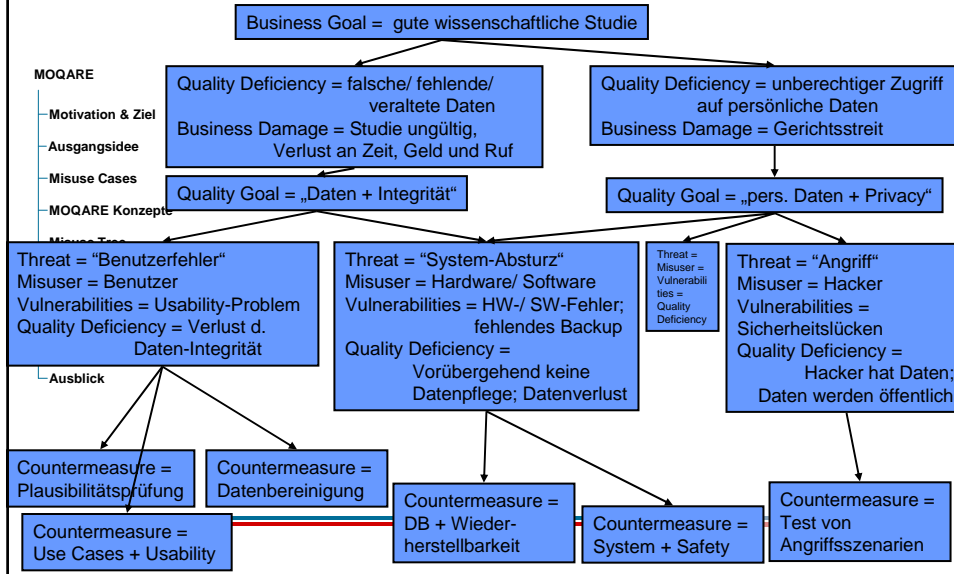 Business Goal = gute wissenschaftliche Studie
MOQARE
Motivation & Ziel
Ausgangsidee
Misuse Cases
MOQARE Konzepte
Ausblick
Quality Deficiency = falsche/ fehlende/
veraltete Daten
Business Damage = Studie ungültig,
Verlust an Zeit, Geld und Ruf
Quality Deficiency = unberechtiger Zugriff
auf persönliche Daten
Business Damage = Gerichtsstreit
Quality Goal = „Daten + Integrität“
Quality Goal = „pers. Daten + Privacy“
Threat = “Benutzerfehler“
Misuser = Benutzer
Vulnerabilities = Usability-Problem
Quality Deficiency = Verlust d.
Daten-Integrität
Threat = “System-Absturz“
Misuser = Hardware/ Software
Vulnerabilities = HW-/ SW-Fehler;
fehlendes Backup
Quality Deficiency =
Vorübergehend keine
Datenpflege; Datenverlust
Threat =
Misuser =
Vulnerabili
ties =
Quality
Deficiency
Threat = "Angriff“
Misuser = Hacker
Vulnerabilities =
Sicherheitslücken
Quality Deficiency =
Hacker hat Daten;
Daten werden öffentlich
Countermeasure =
Plausibilitätsprüfung
Countermeasure =
Datenbereinigung
Countermeasure =
Use Cases + Usability
Countermeasure =
DB + Wieder-
herstellbarkeit
Countermeasure =
System + Safety
Countermeasure =
Test von
Angriffsszenarien